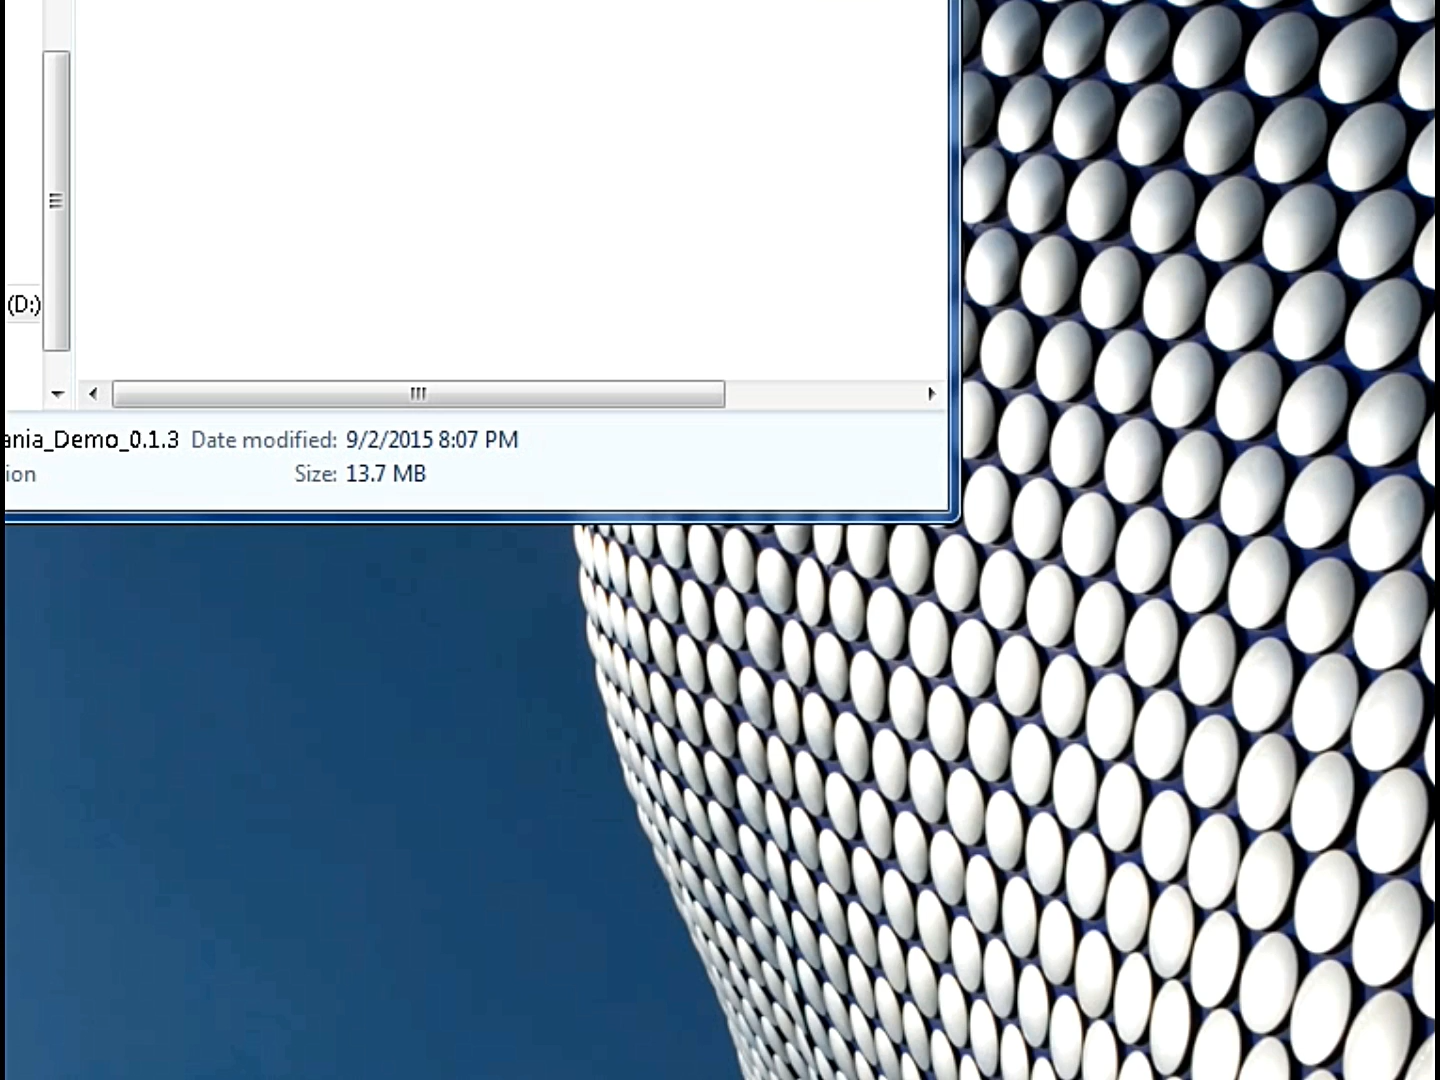 (D:)
ania_Demo_0.1.3 Date modified: 9/2/2015 8:07 PM
ion Size: 13.7 MB